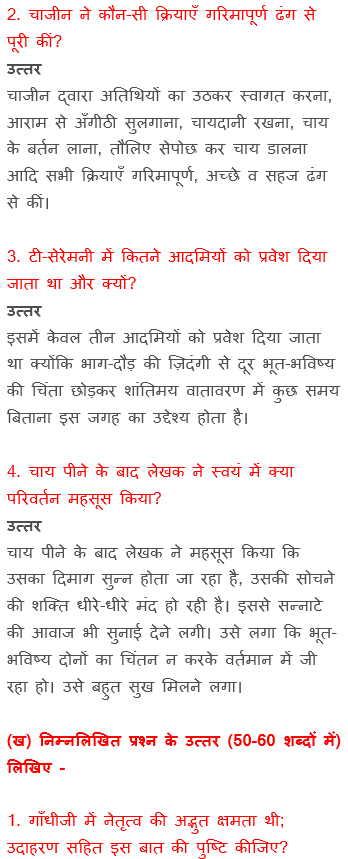 2. चाजीन ने कौन-सी क्रियाएँ गरिमापूर्ण ढंग से
पूरी कीं?
उत्तर
चाजीन द्वारा अतिथियों का उठकर स्वागत करना,
आराम से अँगीठी सुलगाना, चायदानी रखना, चाय
के बर्तन लाना, तौलिए सेपोछ कर चाय डालना
आदि सभी क्रियाएँ गरिमापूर्ण, अच्छे व सहज ढंग
से कीं।
3. टी-सेरेमनी में कितने आदमियों को प्रवेश दिया
जाता था और क्यों?
उत्तर
इसमें केवल तीन आदमियों को प्रवेश दिया जाता
था क्योंकि भाग-दौड़ की ज़िदंगी से दूर भूत-भविष्य
की चिंता छोड़कर शांतिमय वातावरण में कुछ समय
बिताना इस जगह का उद्देश्य होता है।
4. चाय पीने के बाद लेखक ने स्वयं में क्या
परिवर्तन महसूस किया?
उत्तर
चाय पीने के बाद लेखक ने महसूस किया कि
उसका दिमाग सुन्न होता जा रहा है, उसकी सोचने
की शक्ति धीरे-धीरे मंद हो रही है। इससे सन्नाटे
की आवाज भी सुनाई देने लगी। उसे लगा कि भूत-
भविष्य दोनों का चिंतन न करके वर्तमान में जी
रहा हो। उसे बहुत सुख मिलने लगा।
(ख) निम्नलिखित प्रश्न के उत्तर (50-60 शब्दों में)
लिखिए -
1. गाँधीजी में नेतृत्व की अद्भुत क्षमता थी;
उदाहरण सहित इस बात की पुष्टि कीजिए?